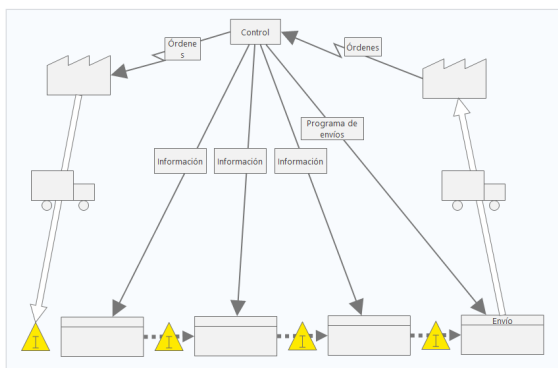 Control
Órdene
s
Órdenes
Programa de
envíos
Información
Información
Información
Envío
I
I
I
I